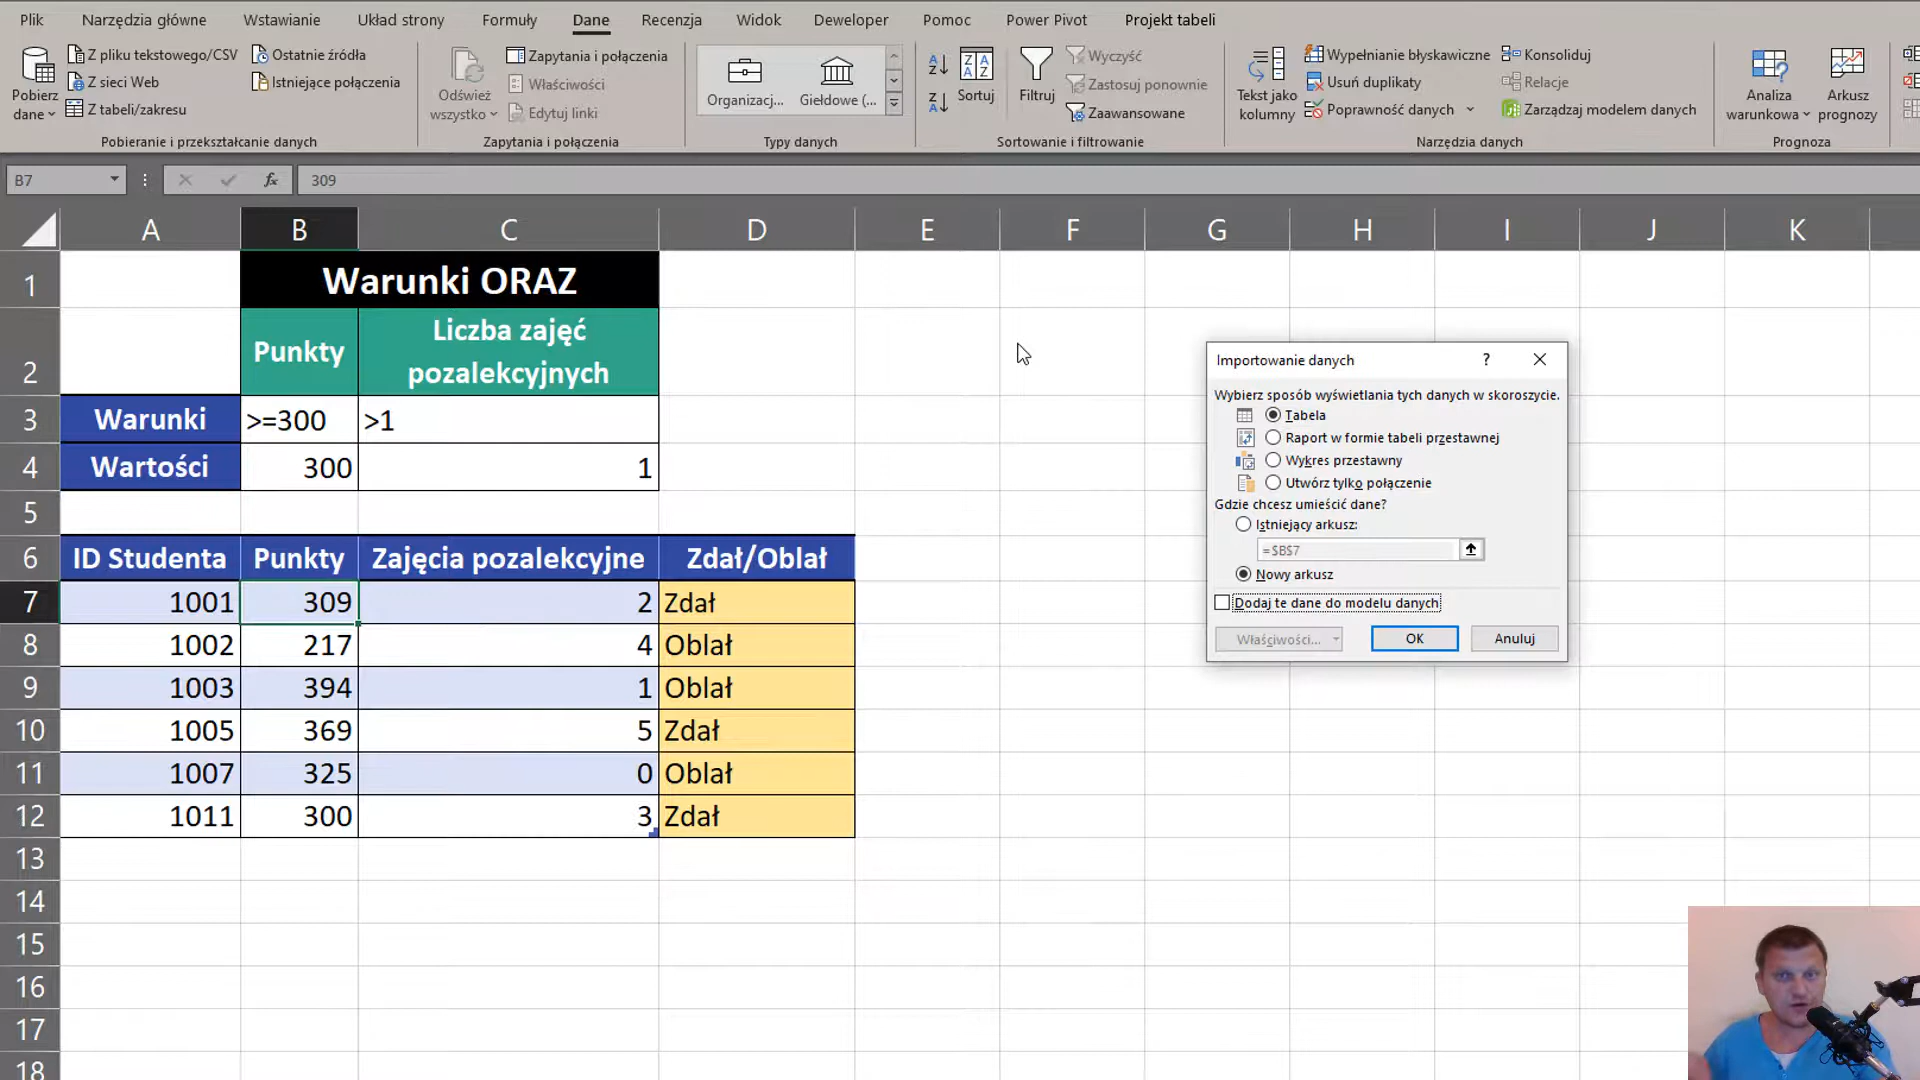 Plik Narzędzia główne Wstawianie Układ strony Formuły Dane Recenzja Widok Deweloper Pomoc Power Pivot Projekt tabeli
Pobierz dane
Z pliku tekstowego/CSV
Z sieci Web
Z tabeli/zakresu
Ostatnie źródła
Istniejące połączenia
Pobieranie i przekształcanie danych
Odśwież wszystko
Zapytania i połączenia
Właściwości
Edytuj linki
Zapytania i połączenia
Organizacj...
Giełdowe (...
Typy danych
Sortuj
Filtruj
Wyczyść
Zastosuj ponownie
Zaawansowane
Sortowanie i filtrowanie
Tekst jako kolumny
Wypełnianie błyskawiczne
Usuń duplikaty
Poprawność danych
Konsoliduj
Relacje
Zarządzaj modelem danych
Narzędzia danych
Analiza warunkowa
Arkusz prognozy
Prognoza
B7 fx 309
A B C D E F G H I J K
1 Warunki ORAZ
2 Punkty Liczba zajęć pozalekcyjnych
3 Warunki >=300 >1
4 Wartości 300 1
5
6 ID Studenta Punkty Zajęcia pozalekcyjne Zdał/Oblał
7 1001 309 2 Zdał
8 1002 217 4 Oblał
9 1003 394 1 Oblał
10 1005 369 5 Zdał
11 1007 325 0 Oblał
12 1011 300 3 Zdał
13
14
15
16
17
18
Importowanie danych ?
Wybierz sposób wyświetlania tych danych w skoroszycie.
Tabela
Raport w formie tabeli przestawnej
Wykres przestawny
Utwórz tylko połączenie
Gdzie chcesz umieścić dane?
Istniejący arkusz:
=$B$7
Nowy arkusz
Dodaj te dane do modelu danych
Właściwości... OK Anuluj